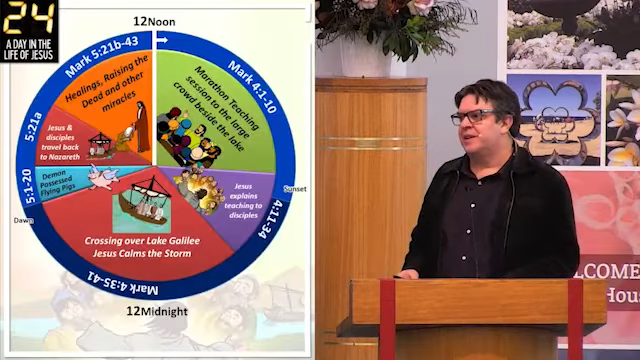 24
A DAY IN THE
LIFE OF JESUS
12Noon
Mark 5:21b-43
Mark 4:1-10
Healings, Raising the
Dead and other
miracles
Marathon Teaching
session to the large
crowd beside the lake
5:21a
Jesus &
disciples
travel back
to Nazareth
5:1-20
Demon
Possessed
Flying Pigs
Jesus
explains
teaching to
disciples
Sunset
4:11-34
Dawn
Crossing over Lake Galilee
Jesus Calms the Storm
Mark 4:35-41
12Midnight
ELCOME
Hou